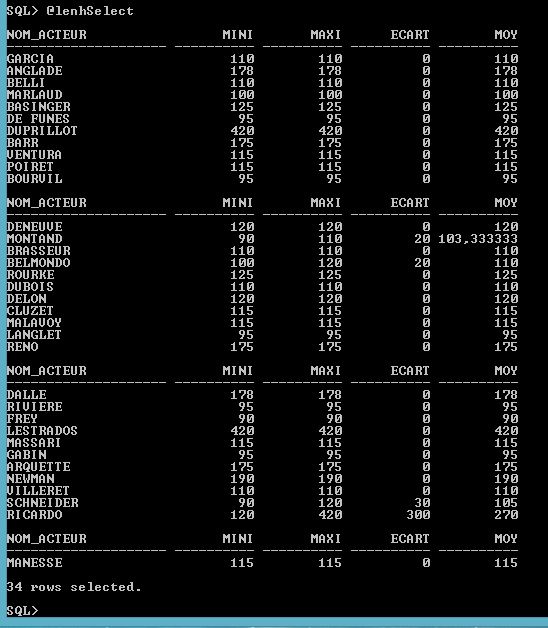 SQL> @lenhSelect
NOM_ACTEUR MINI MAXI ECART MOY
-------------------- ---------- ---------- ---------- ----------
GARCIA 110 110 0 110
ANGLADE 178 178 0 178
BELLI 110 110 0 110
MARLAUD 100 100 0 100
BASINGER 125 125 0 125
DE FUNES 95 95 0 95
DUPRILLOT 420 420 0 420
BARR 175 175 0 175
VENTURA 115 115 0 115
POIRET 115 115 0 115
BOURVIL 95 95 0 95
NOM_ACTEUR MINI MAXI ECART MOY
-------------------- ---------- ---------- ---------- ----------
DENEUVE 120 120 0 120
MONTAND 90 110 20 103,333333
BRASSEUR 110 110 0 110
BELMONDO 100 120 20 110
ROURKE 125 125 0 125
DUBOIS 110 110 0 110
DELON 120 120 0 120
CLUZET 115 115 0 115
MALAVOY 115 115 0 115
LANGLET 95 95 0 95
RENO 175 175 0 175
NOM_ACTEUR MINI MAXI ECART MOY
-------------------- ---------- ---------- ---------- ----------
DALLE 178 178 0 178
RIVIERE 95 95 0 95
FREY 90 90 0 90
LESTRADOS 420 420 0 420
MASSARI 115 115 0 115
GABIN 95 95 0 95
ARQUETTE 175 175 0 175
NEWMAN 190 190 0 190
VILLERET 110 110 0 110
SCHNEIDER 90 120 30 105
RICARDO 120 420 300 270
NOM_ACTEUR MINI MAXI ECART MOY
-------------------- ---------- ---------- ---------- ----------
MANESSE 115 115 0 115
34 rows selected.
SQL>